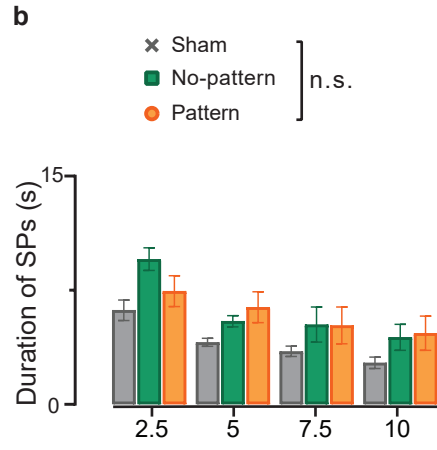 b
Sham
No-pattern
Pattern
n.s.
Duration of SPs (s)
15
0
2.5 5 7.5 10